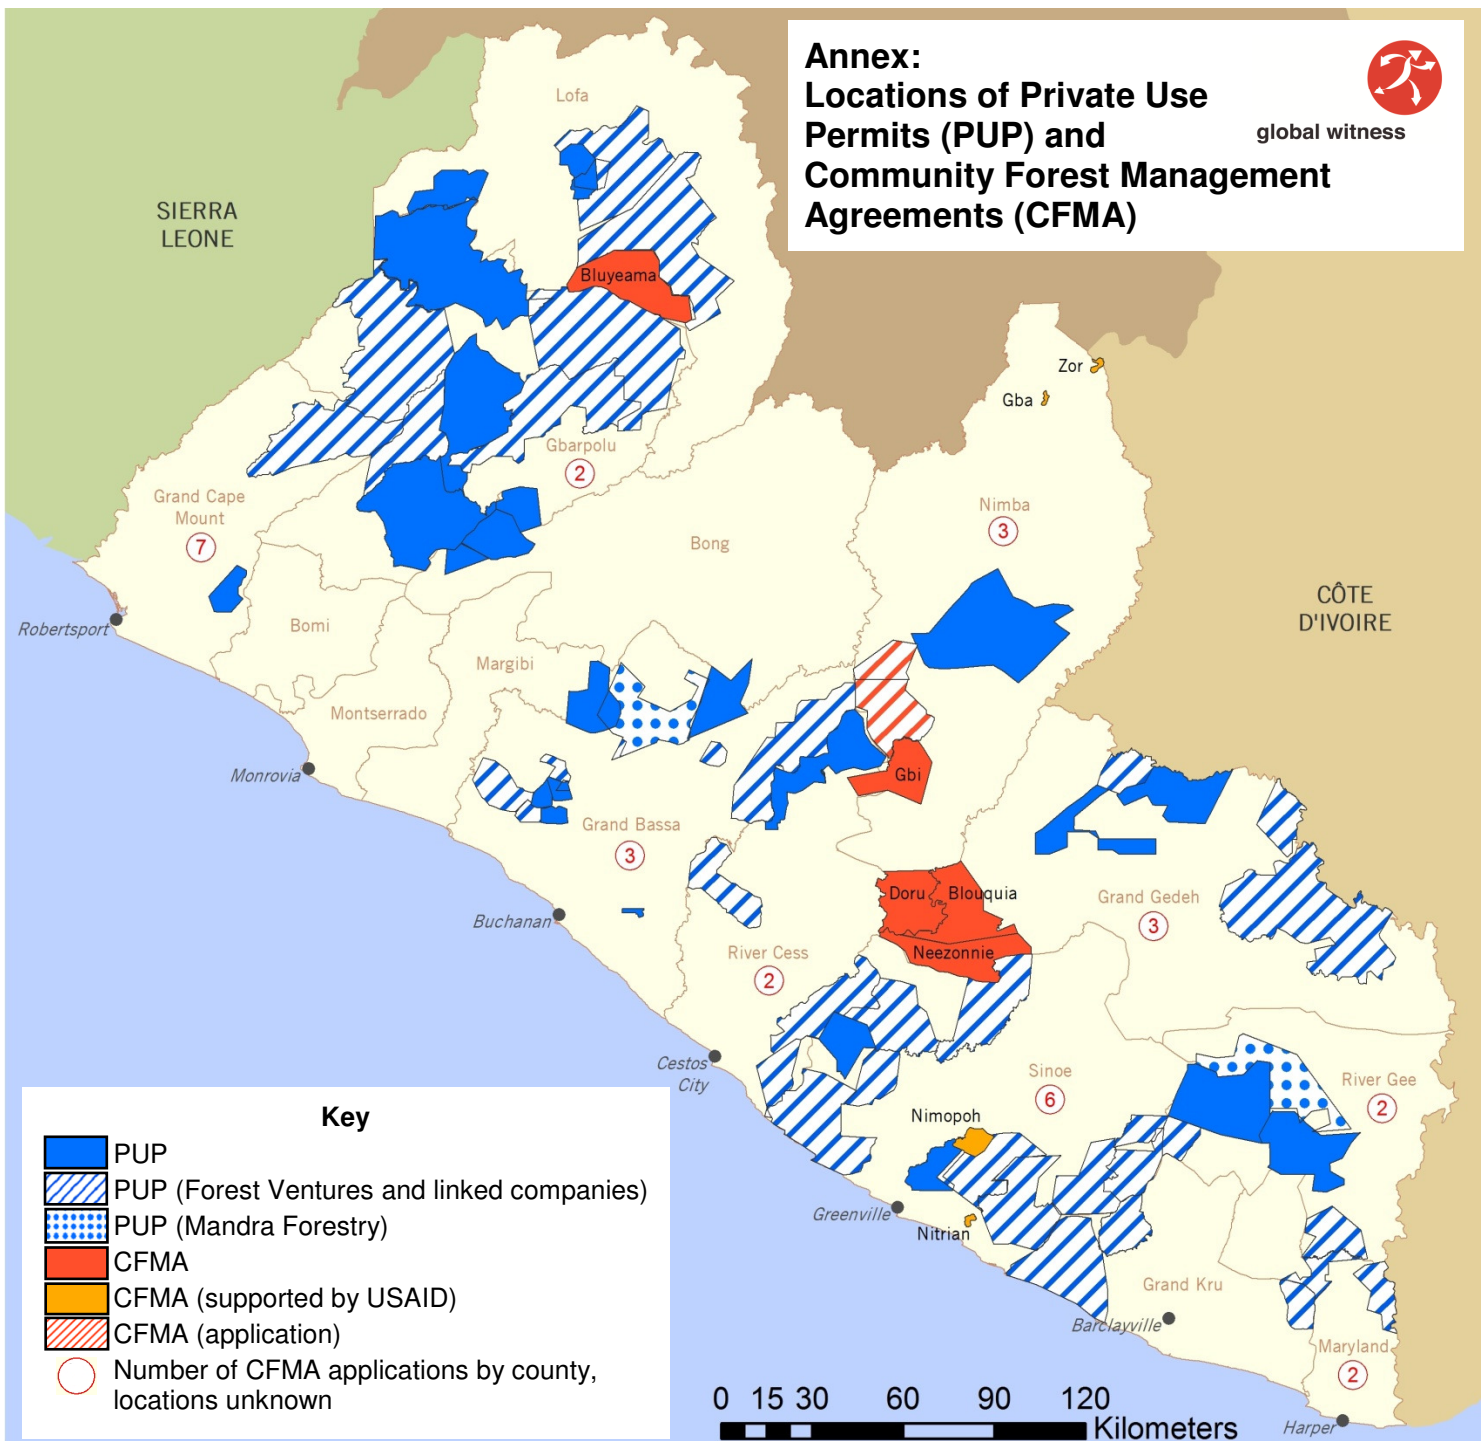 Annex:
Locations of Private Use
Permits (PUP) and
Community Forest Management
Agreements (CFMA)
global witness
SIERRA
LEONE
CÔTE
D'IVOIRE
Lofa
Bluyeama
Zor
Gba
Gbarpolu
2
Grand Cape
Mount
7
Nimba
3
Bong
Robertsport
Bomi
Margibi
Montserrado
Monrovia
Gbi
Grand Bassa
3
Doru
Blouquia
Grand Gedeh
3
Buchanan
Neezonnie
River Cess
2
Cestos
City
Sinoe
6
River Gee
2
Nimopoh
Greenville
Nitrian
Grand Kru
Barclayville
Maryland
2
Harper
Key
PUP
PUP (Forest Ventures and linked companies)
PUP (Mandra Forestry)
CFMA
CFMA (supported by USAID)
CFMA (application)
Number of CFMA applications by county,
locations unknown
0 15 30 60 90 120
Kilometers